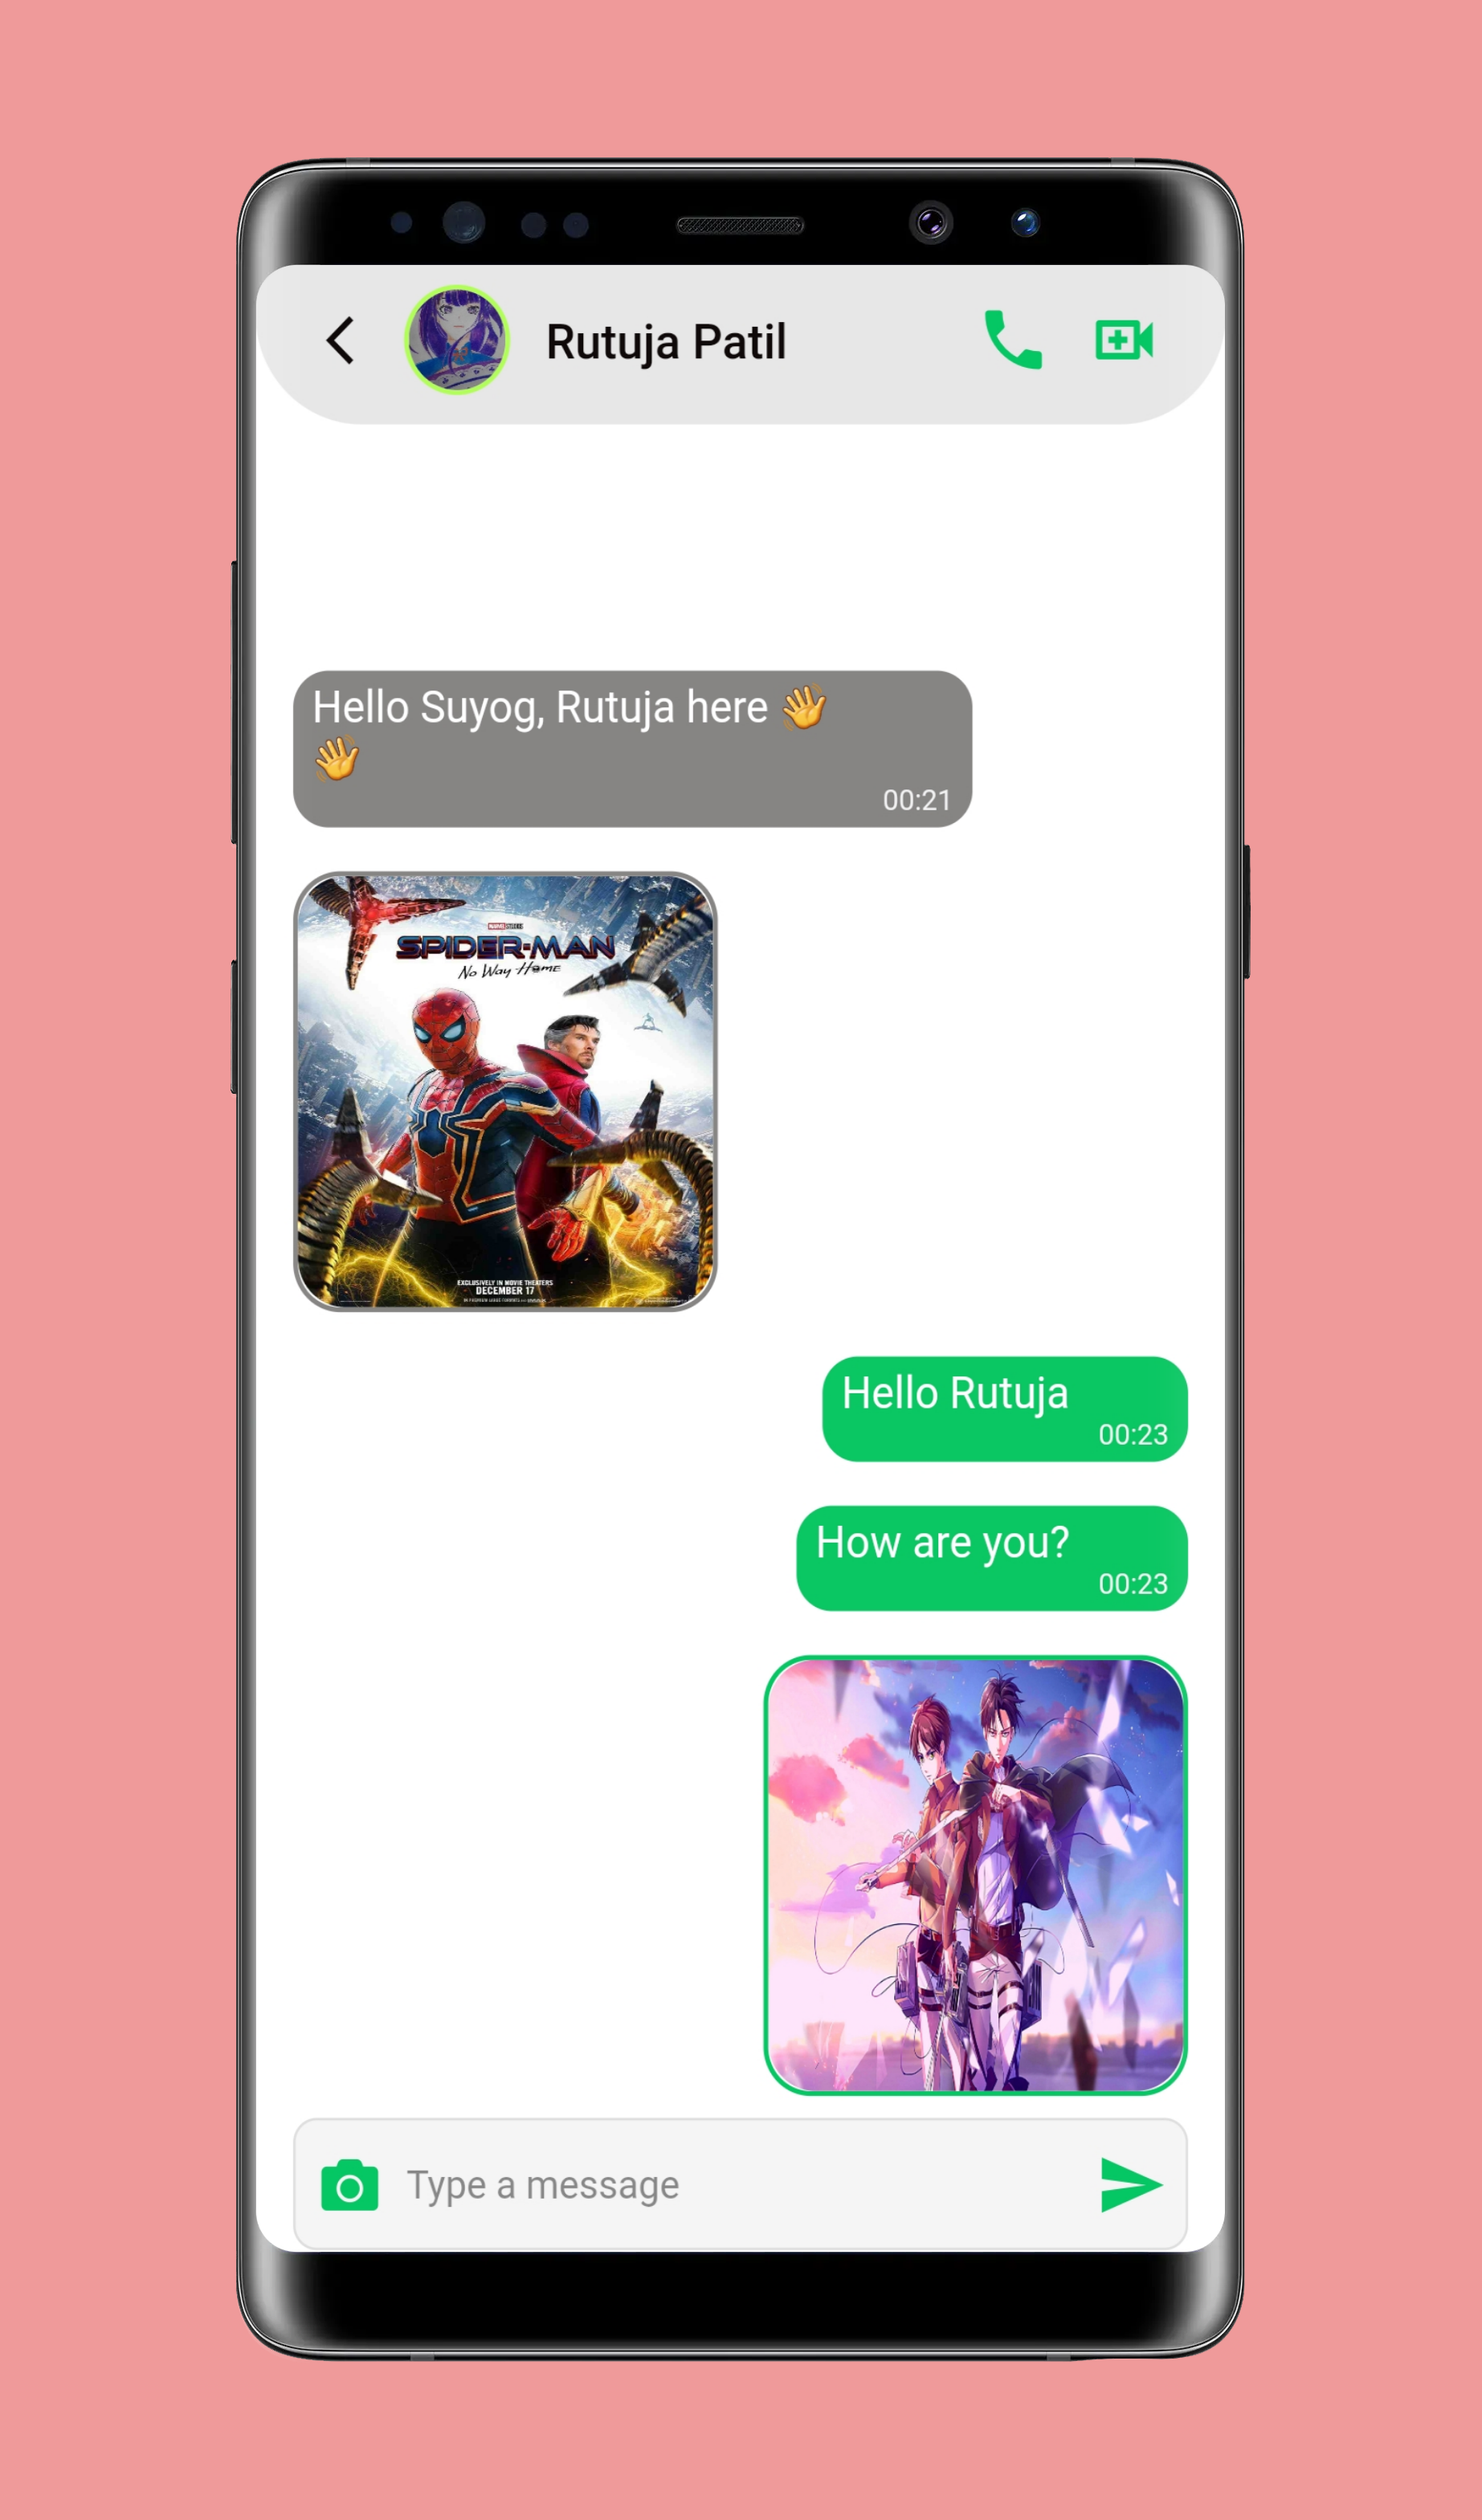 Rutuja Patil
Hello Suyog, Rutuja here 👋
👋
00:21
MARVEL STUDIOS
SPIDER-MAN
No Way Home
EXCLUSIVELY IN MOVIE THEATERS
DECEMBER 17
Hello Rutuja
00:23
How are you?
00:23
Type a message